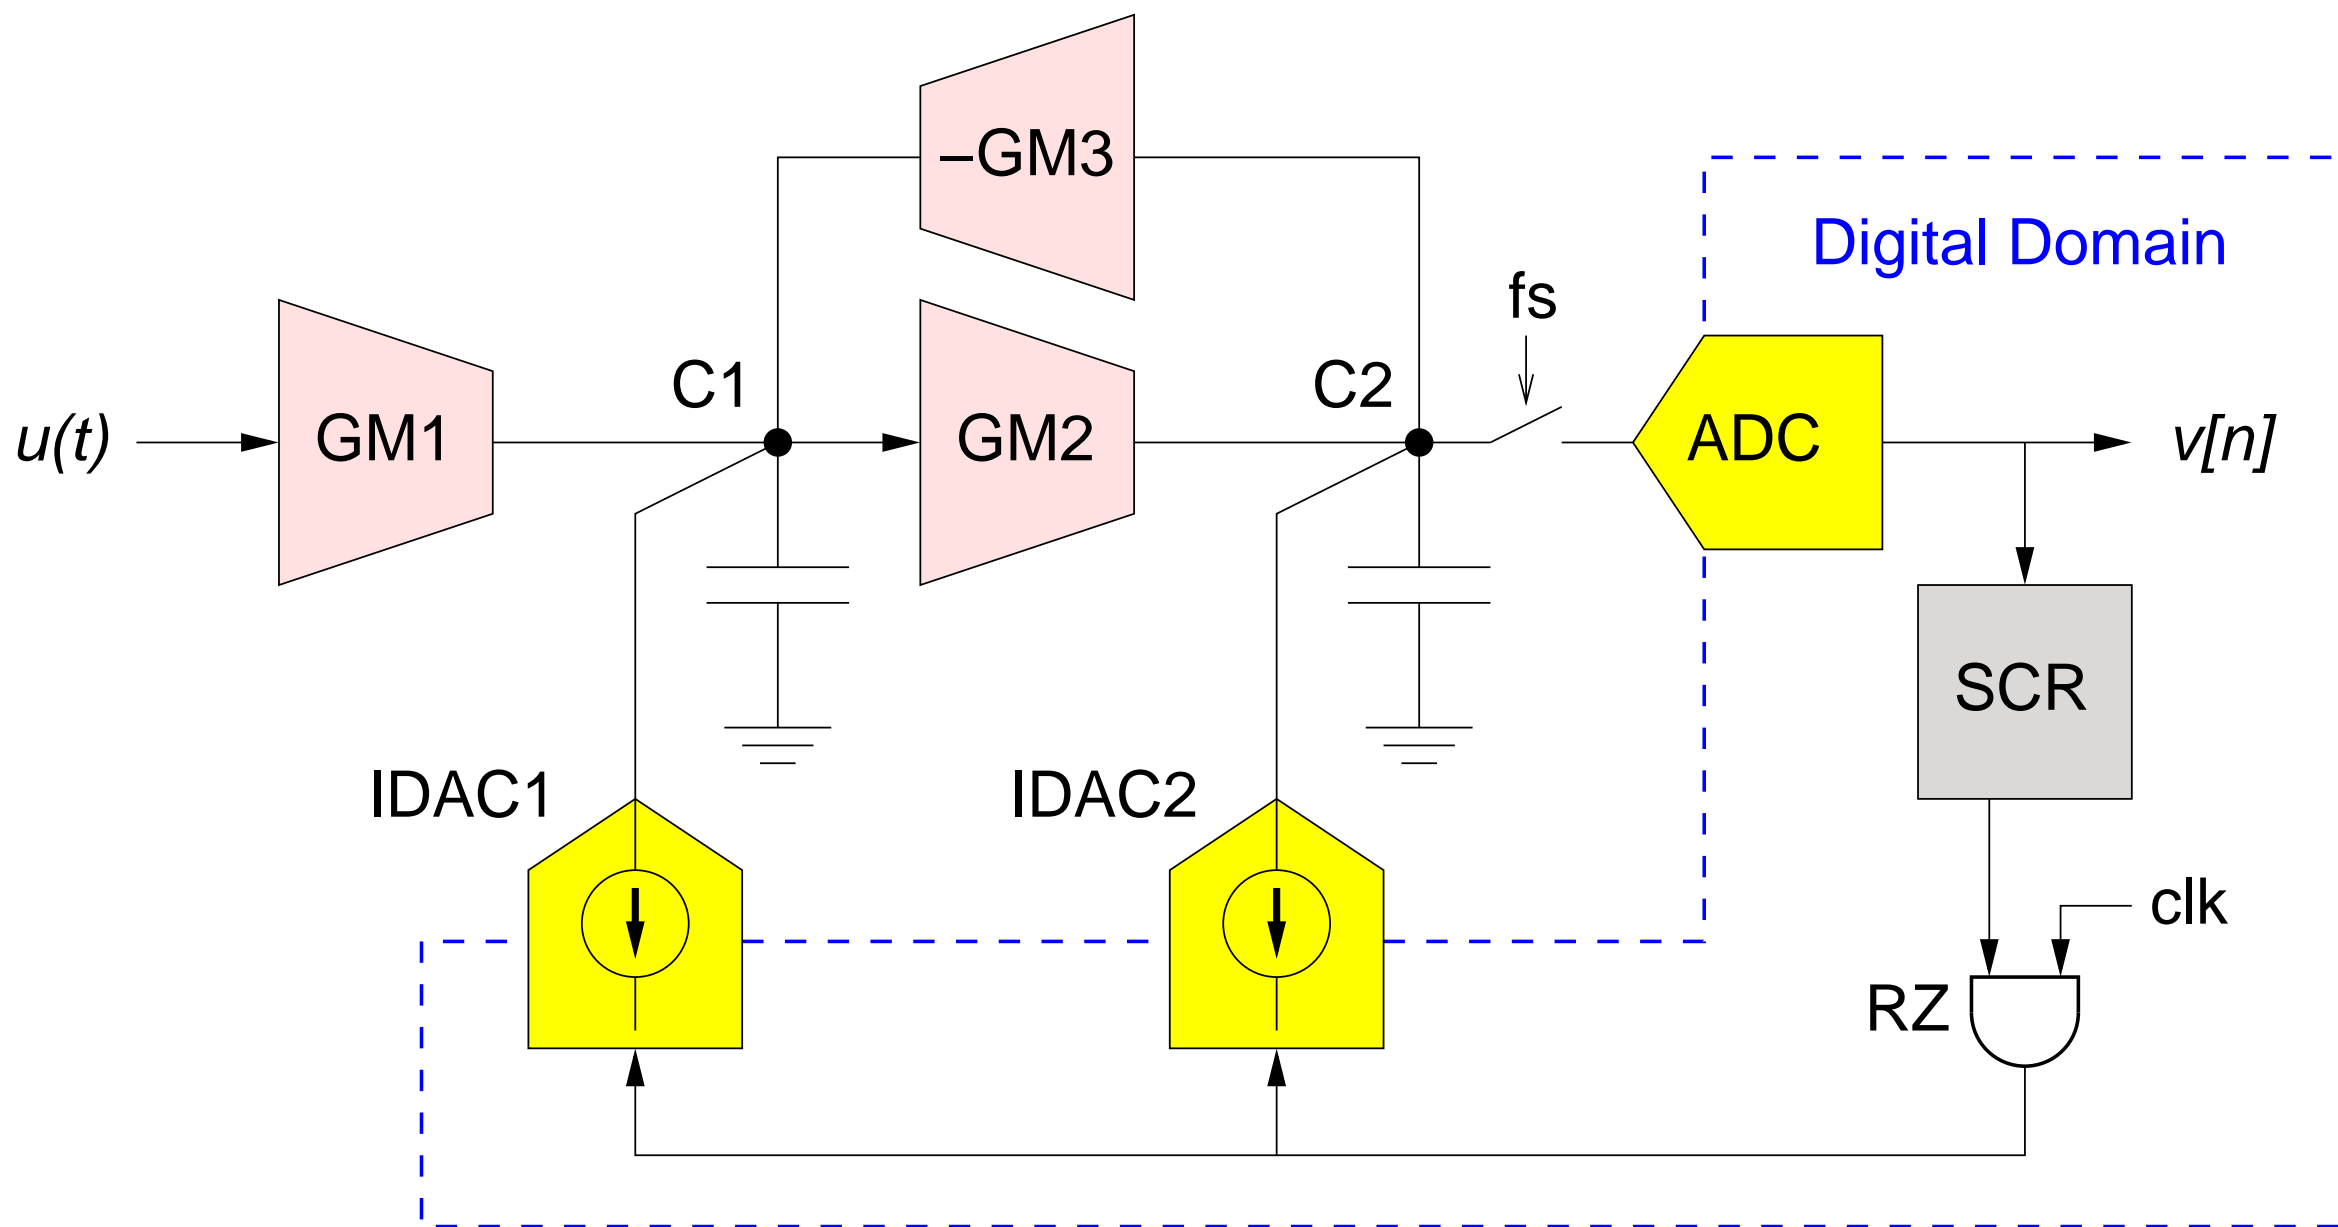 –GM3
Digital Domain
fs
C1
C2
u(t)
GM1
GM2
ADC
v[n]
SCR
IDAC1
IDAC2
clk
RZ